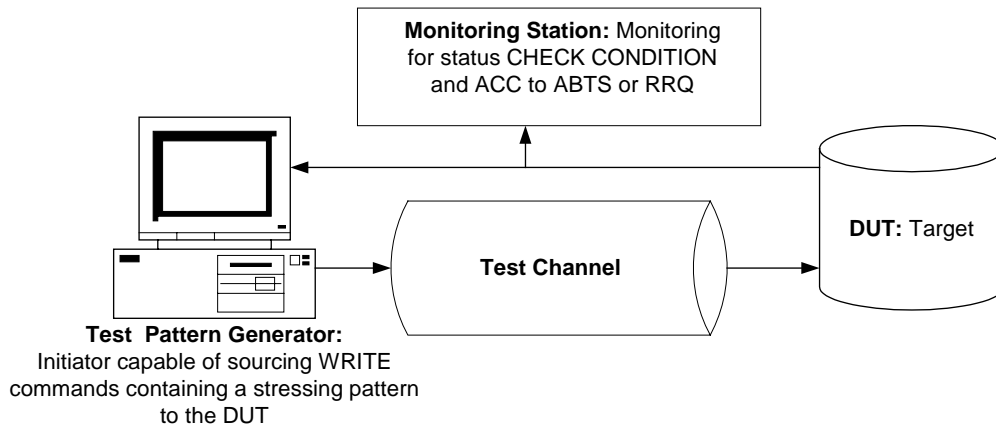 Monitoring Station: Monitoring
for status CHECK CONDITION
and ACC to ABTS or RRQ
DUT: Target
Test Channel
Test Pattern Generator:
Initiator capable of sourcing WRITE
commands containing a stressing pattern
to the DUT